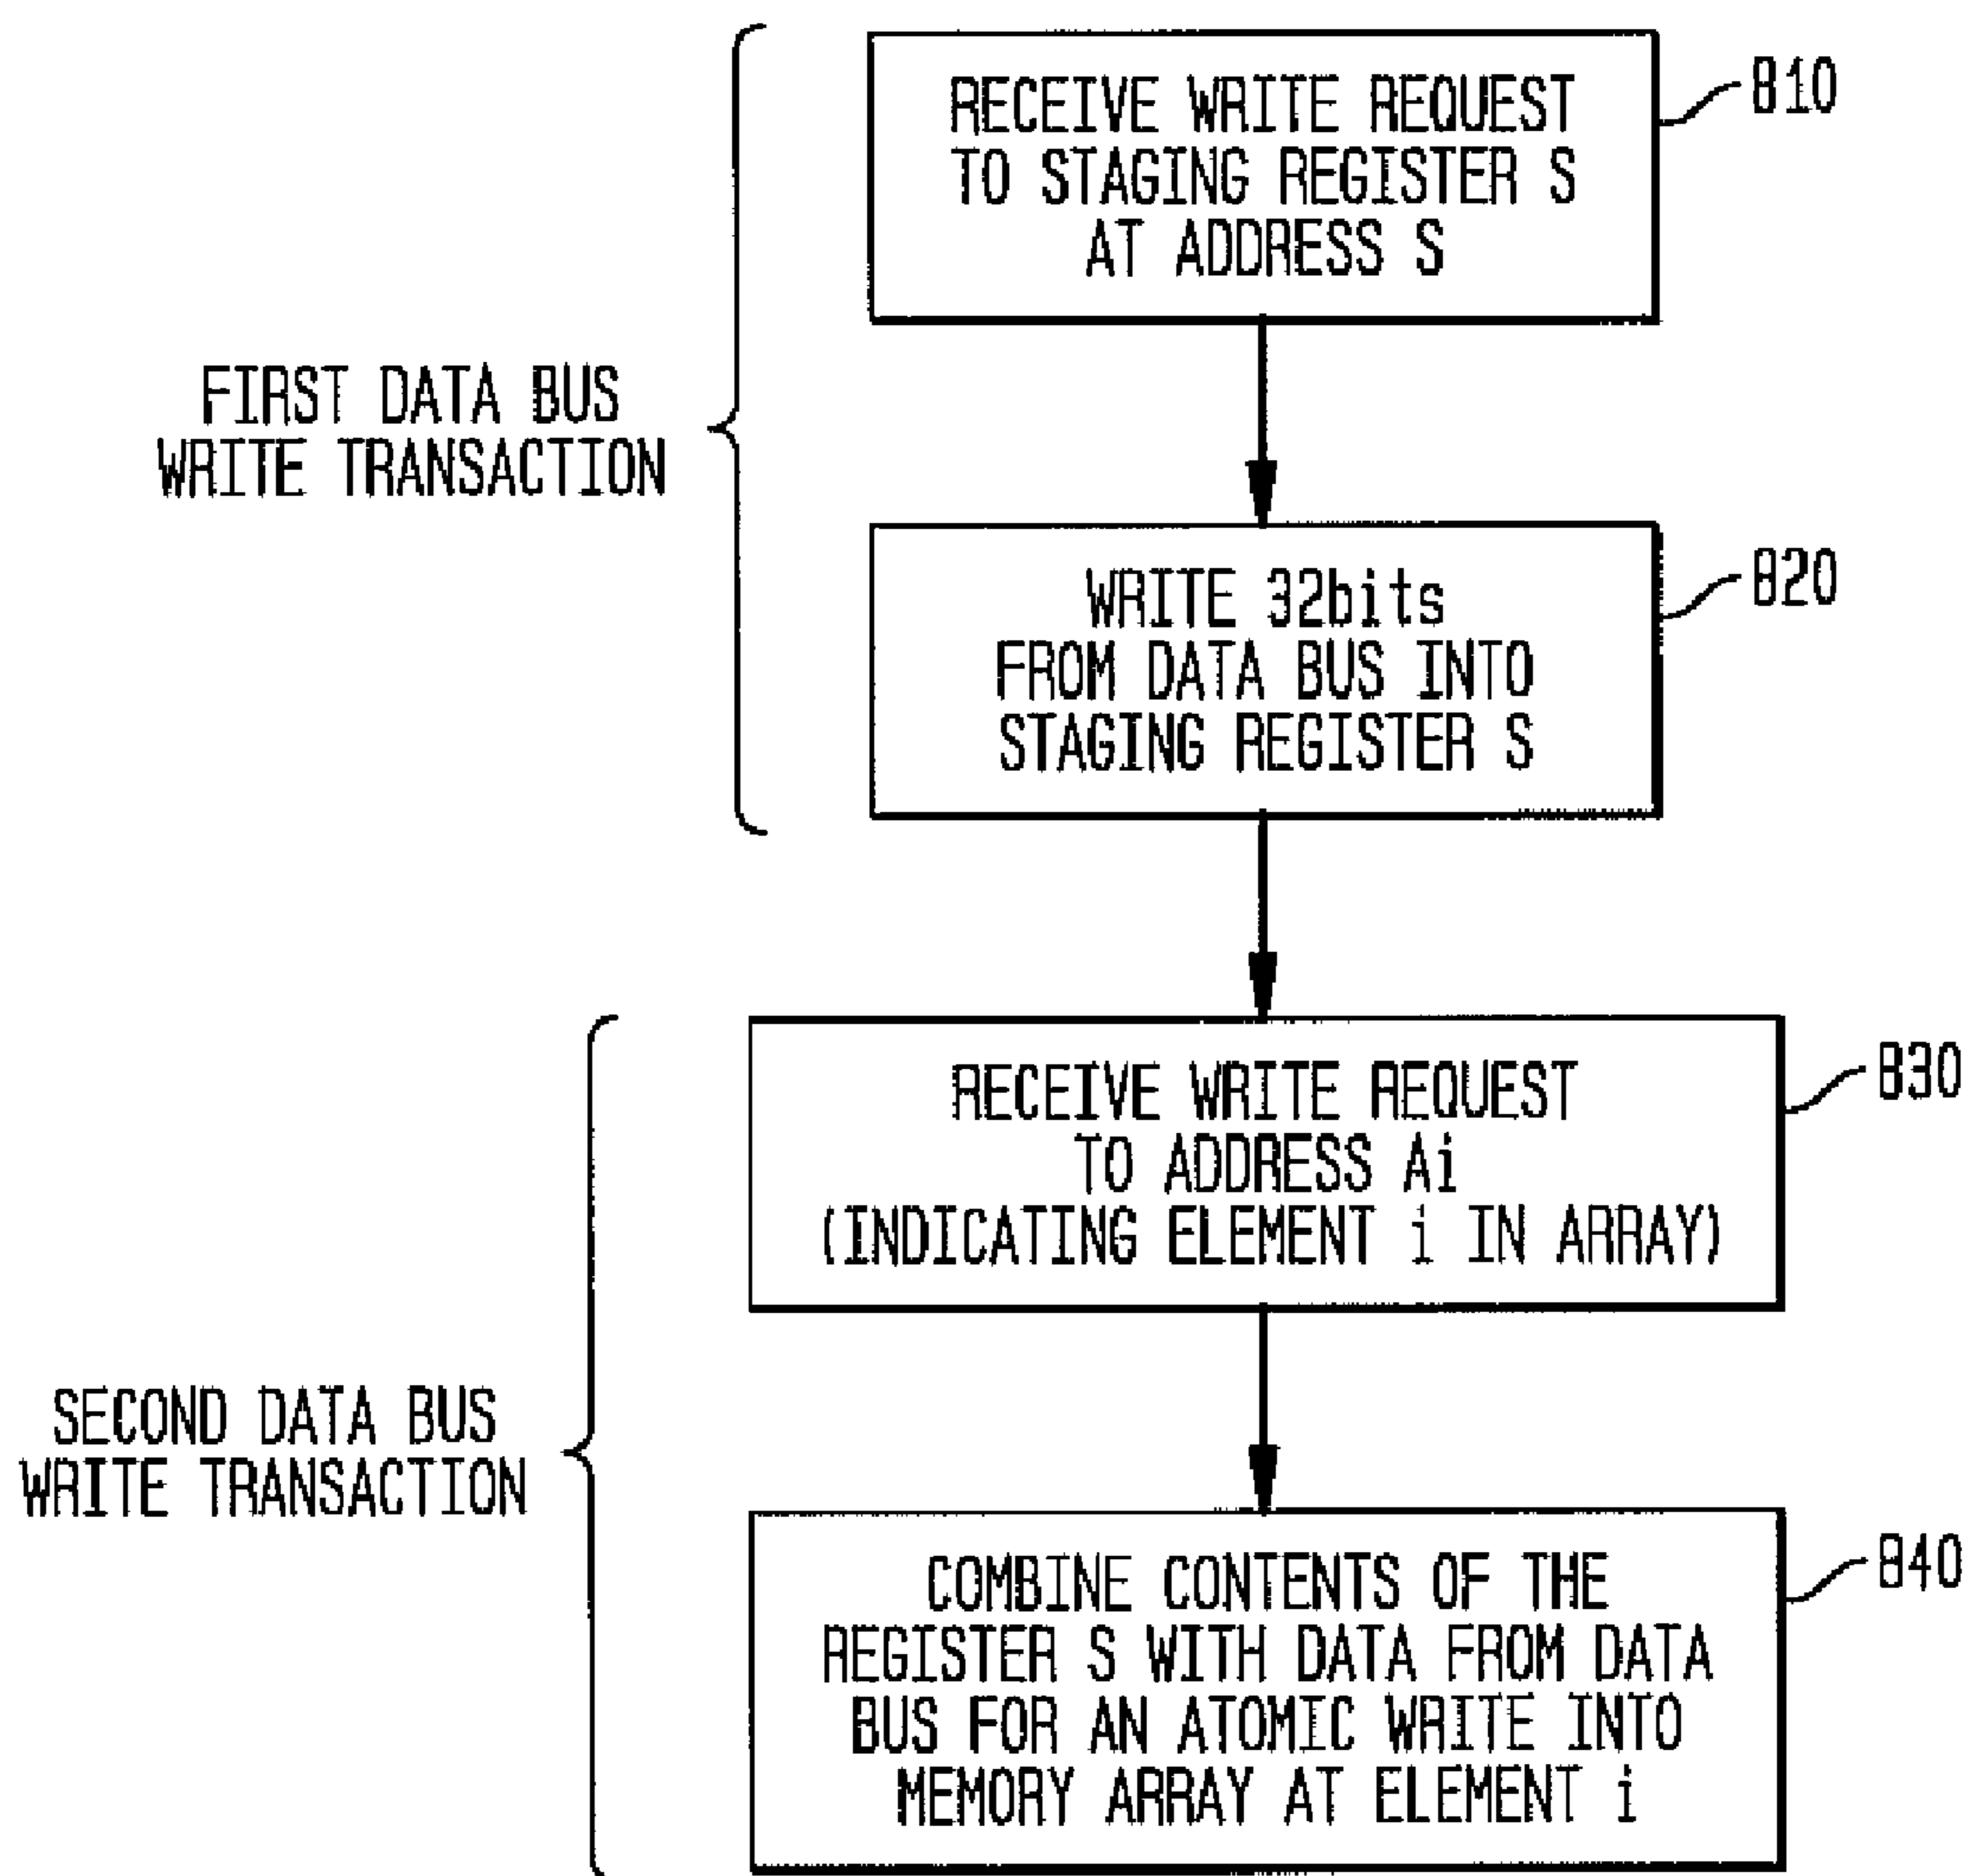 RECEIVE WRITE REQUEST
TO STAGING REGISTER S
AT ADDRESS S
810
FIRST DATA BUS
WRITE TRANSACTION
WRITE 32bits
FROM DATA BUS INTO
STAGING REGISTER S
820
RECEIVE WRITE REQUEST
TO ADDRESS Ai
(INDICATING ELEMENT i IN ARRAY)
830
SECOND DATA BUS
WRITE TRANSACTION
COMBINE CONTENTS OF THE
REGISTER S WITH DATA FROM DATA
BUS FOR AN ATOMIC WRITE INTO
MEMORY ARRAY AT ELEMENT i
840